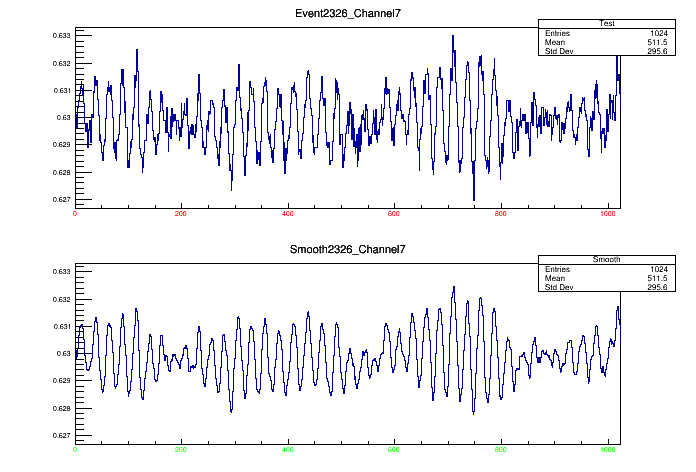 Event2326_Channel7
Test
Entries 1024
Mean 511.5
Std Dev 295.6
0.633
0.632
0.631
0.63
0.629
0.628
0.627
0 200 400 600 800 1000
Smooth2326_Channel7
Smooth
Entries 1024
Mean 511.5
Std Dev 295.6
0.633
0.632
0.631
0.63
0.629
0.628
0.627
0 200 400 600 800 1000